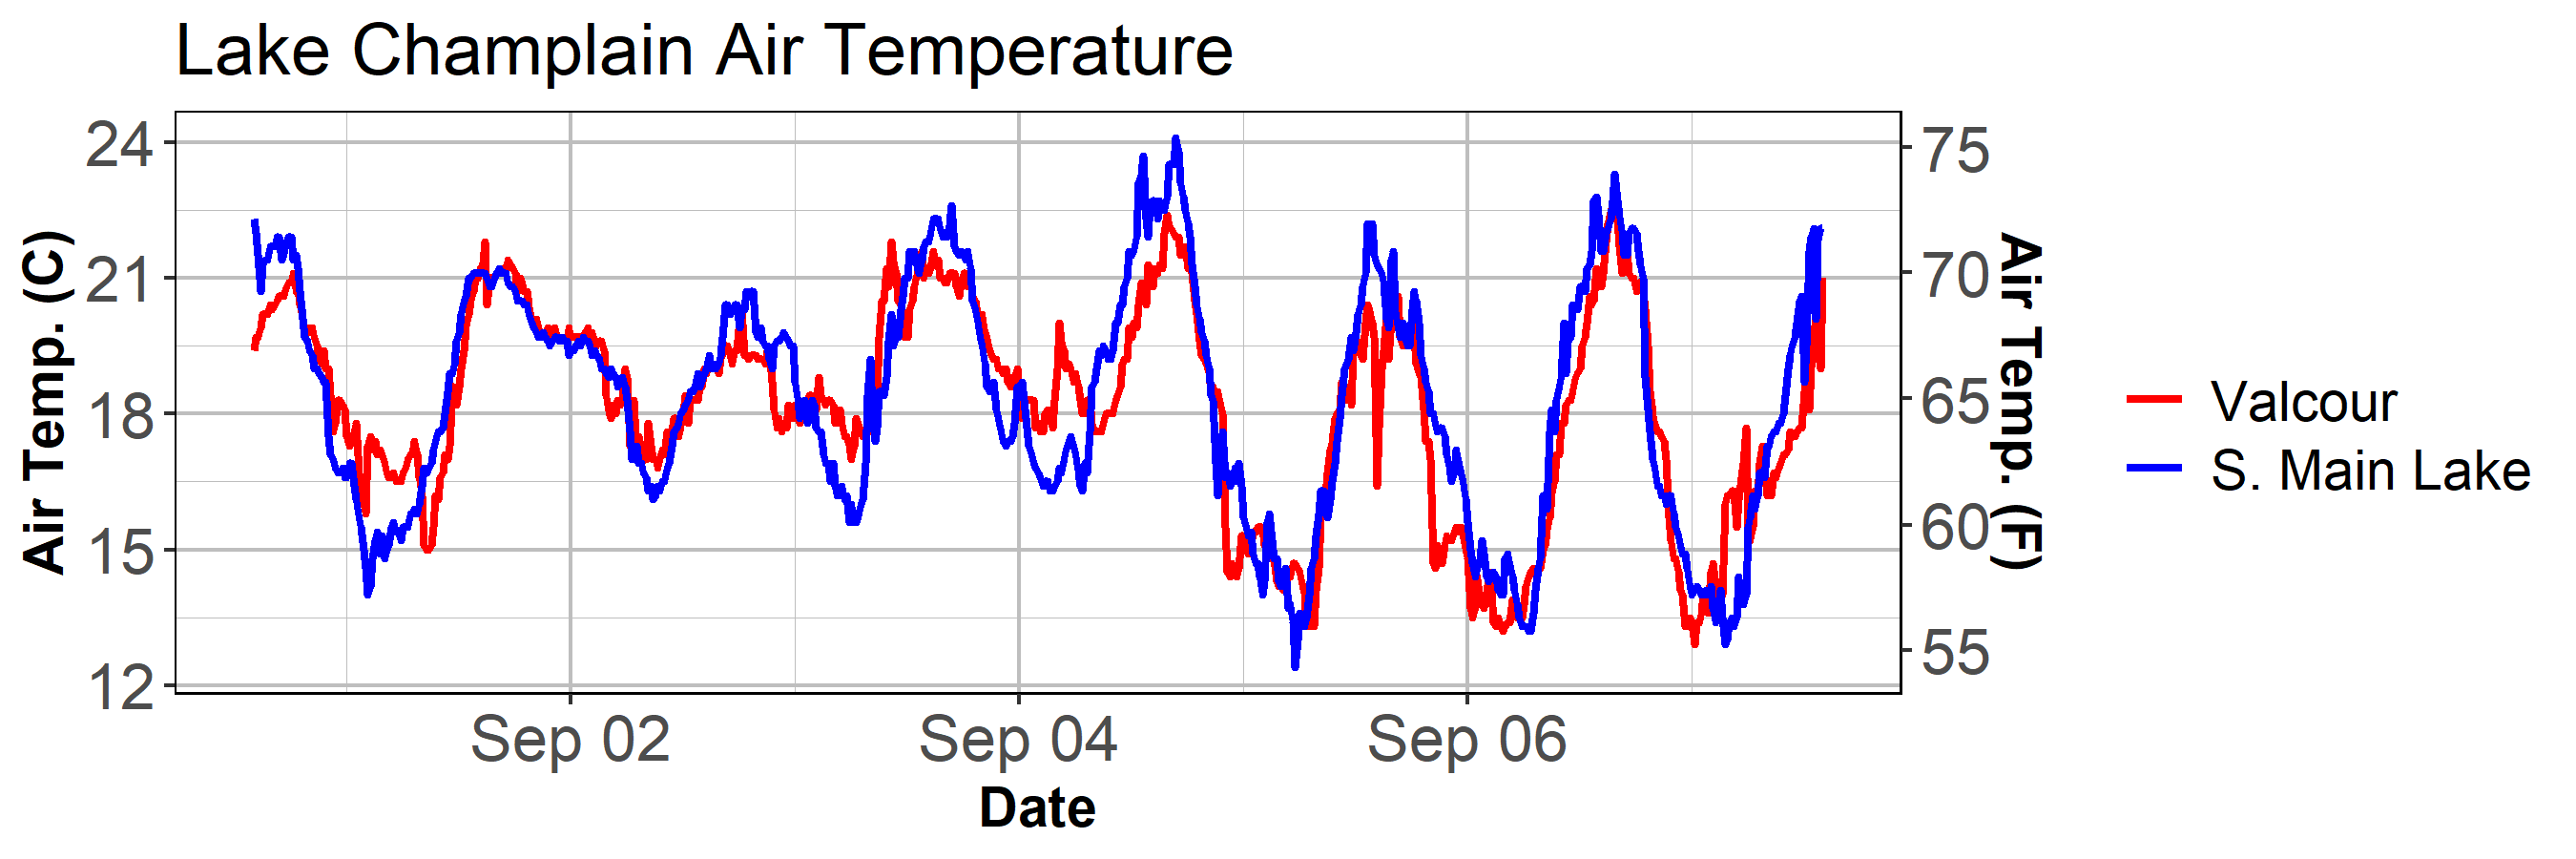 Lake Champlain Air Temperature
Air Temp. (C)
24
21
18
15
12
75
70
65
60
55
Air Temp. (F)
Sep 02
Sep 04
Sep 06
Date
Valcour
S. Main Lake